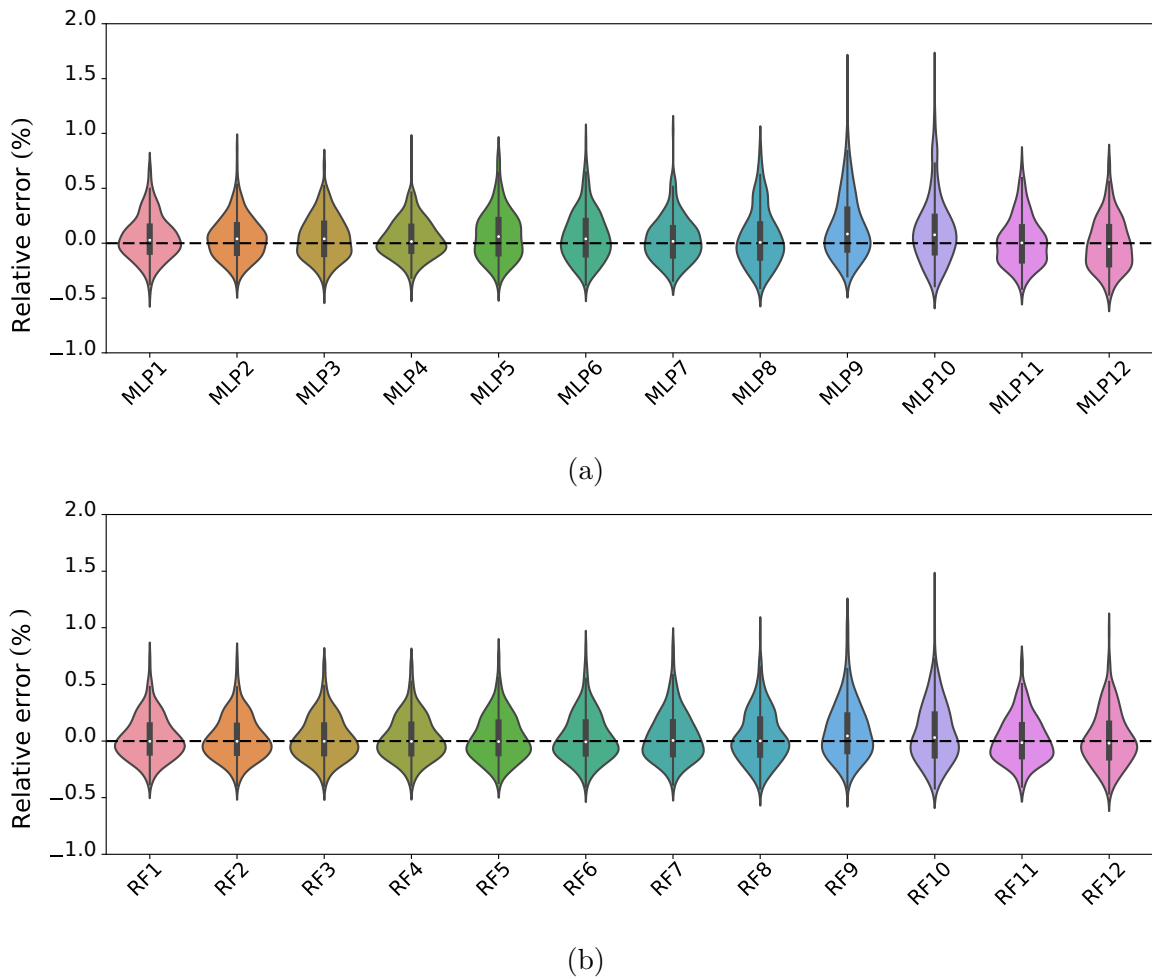 2.0
1.5
1.0
0.5
0.0
−0.5
−1.0
Relative error (%)
MLP1 MLP2 MLP3 MLP4 MLP5 MLP6 MLP7 MLP8 MLP9 MLP10 MLP11 MLP12
(a)
2.0
1.5
1.0
0.5
0.0
−0.5
−1.0
Relative error (% )
RF1 RF2 RF3 RF4 RF5 RF6 RF7 RF8 RF9 RF10 RF11 RF12
(b)